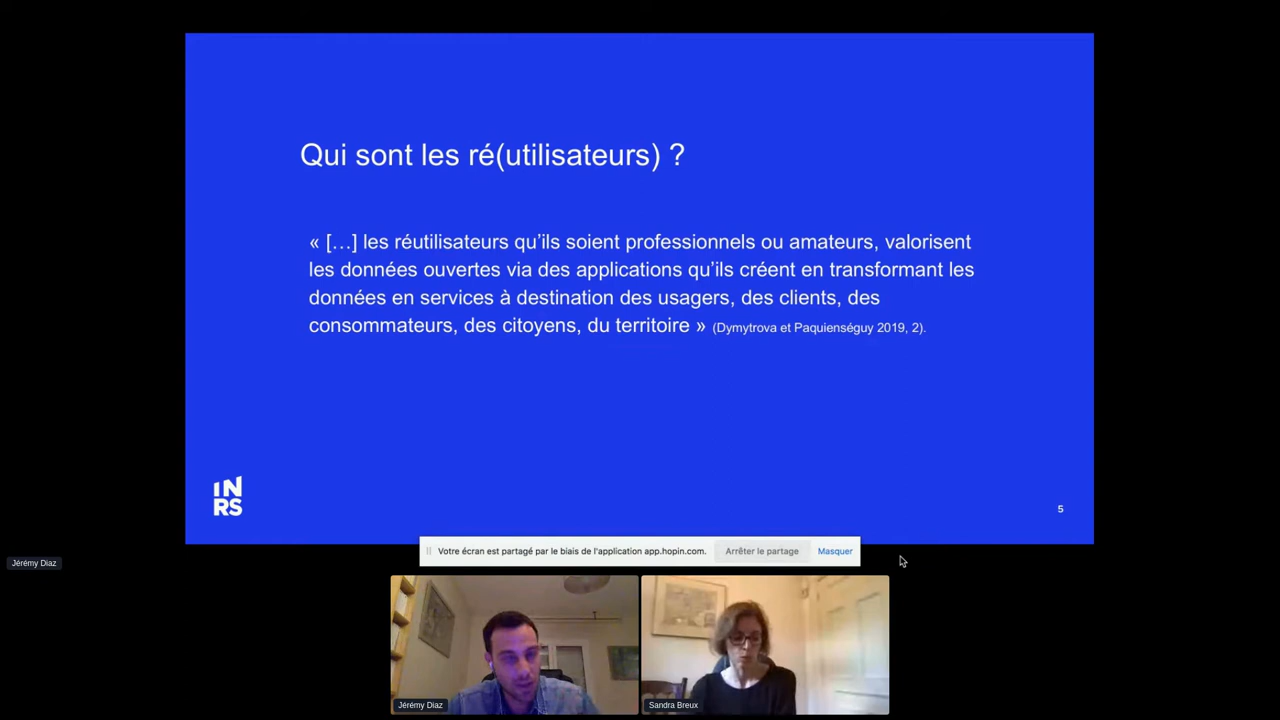 Qui sont les ré(utilisateurs) ?
« […] les réutilisateurs qu’ils soient professionnels ou amateurs, valorisent
les données ouvertes via des applications qu’ils créent en transformant les
données en services à destination des usagers, des clients, des
consommateurs, des citoyens, du territoire » (Dymytrova et Paquienséguy 2019, 2).
INRS
5
Votre écran est partagé par le biais de l'application app.hopin.com. Arrêter le partage Masquer
Jérémy Diaz
Jérémy Diaz
Sandra Breux